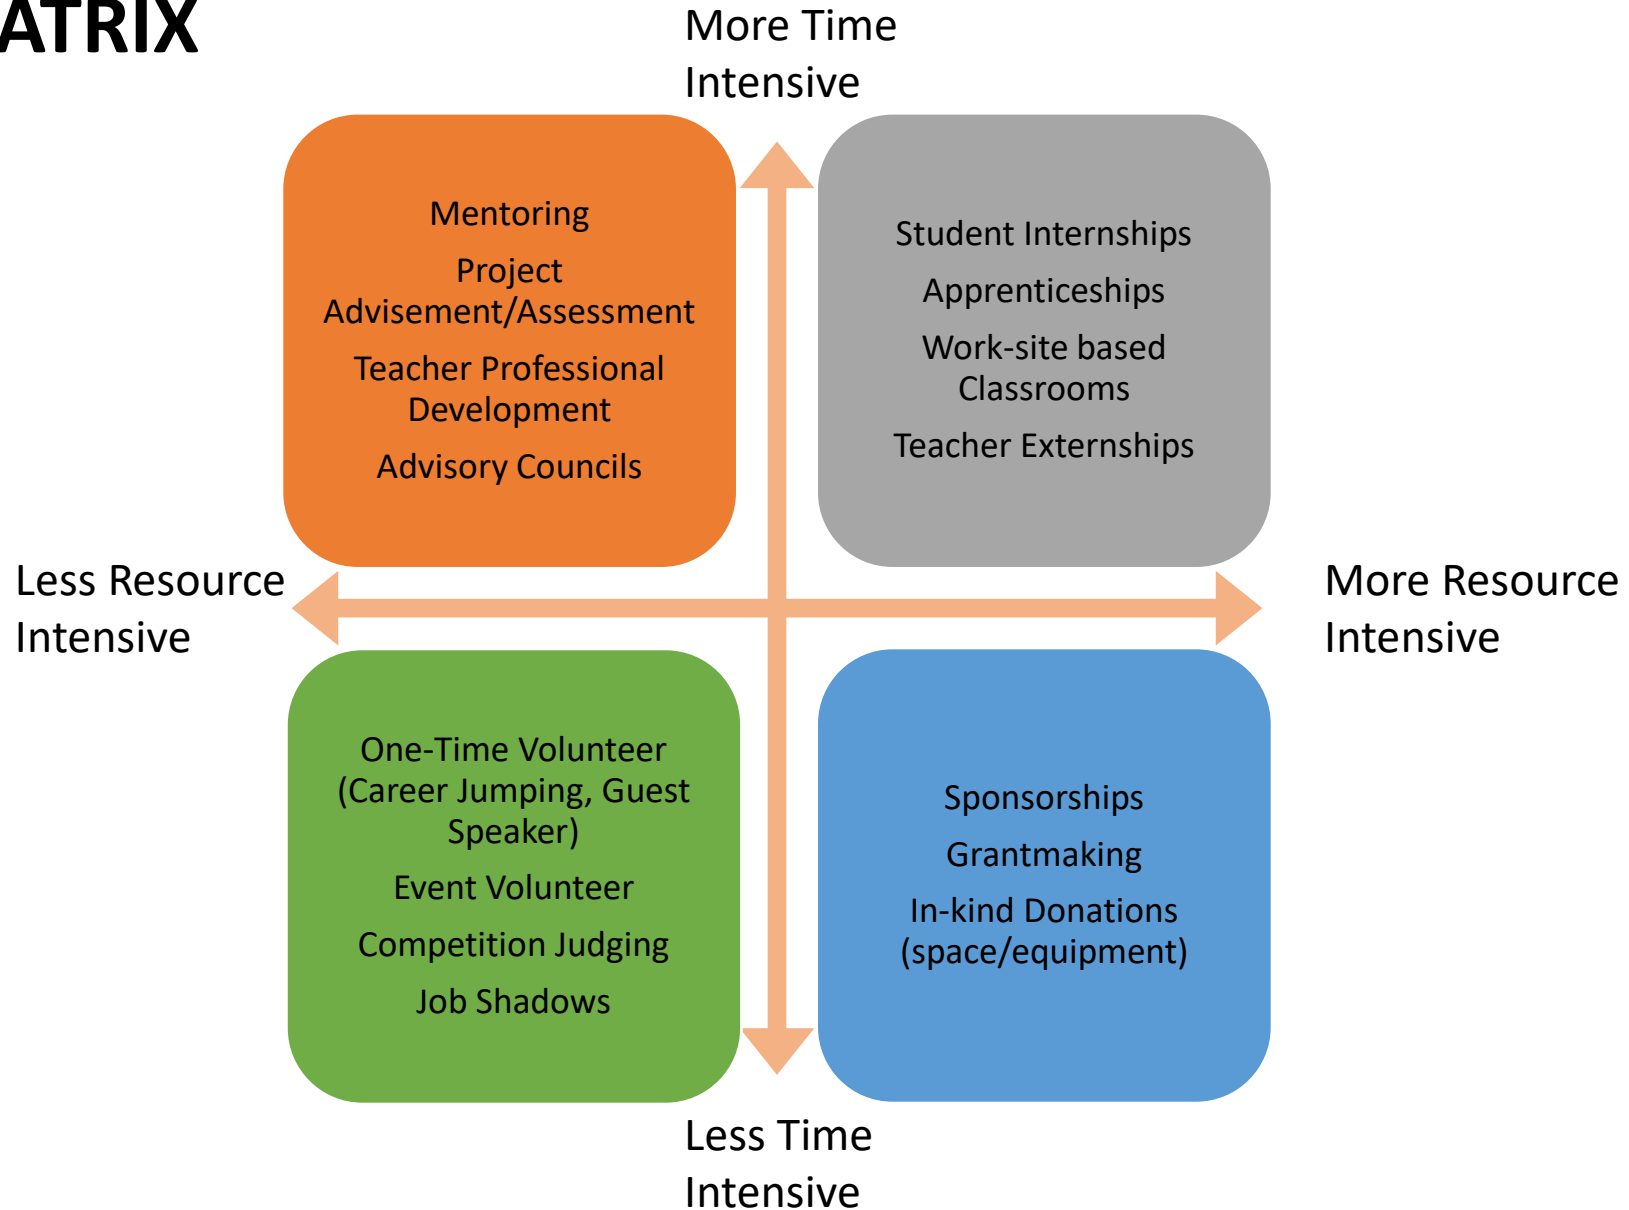 ATRIX
More Time
Intensive
Mentoring
Project
Advisement/Assessment
Teacher Professional
Development
Advisory Councils
Student Internships
Apprenticeships
Work-site based
Classrooms
Teacher Externships
Less Resource
Intensive
More Resource
Intensive
One-Time Volunteer
(Career Jumping, Guest
Speaker)
Event Volunteer
Competition Judging
Job Shadows
Sponsorships
Grantmaking
In-kind Donations
(space/equipment)
Less Time
Intensive